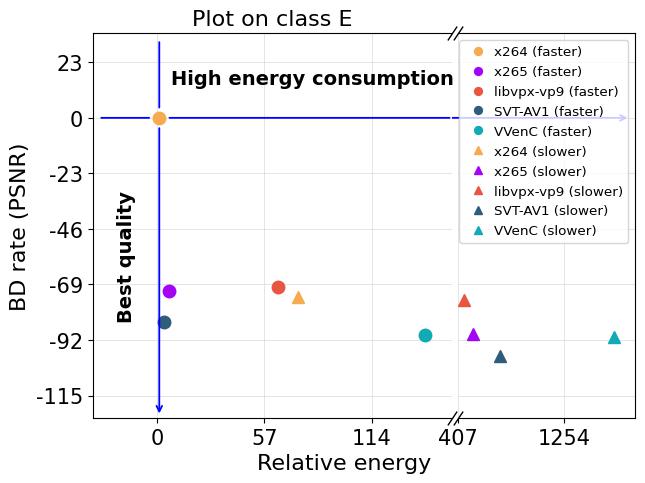 Plot on class E
High energy consumption
Best quality
BD rate (PSNR)
23
0
-23
-46
-69
-92
-115
x264 (faster)
x265 (faster)
libvpx-vp9 (faster)
SVT-AV1 (faster)
VVenC (faster)
x264 (slower)
x265 (slower)
libvpx-vp9 (slower)
SVT-AV1 (slower)
VVenC (slower)
0 57 114 407 1254
Relative energy